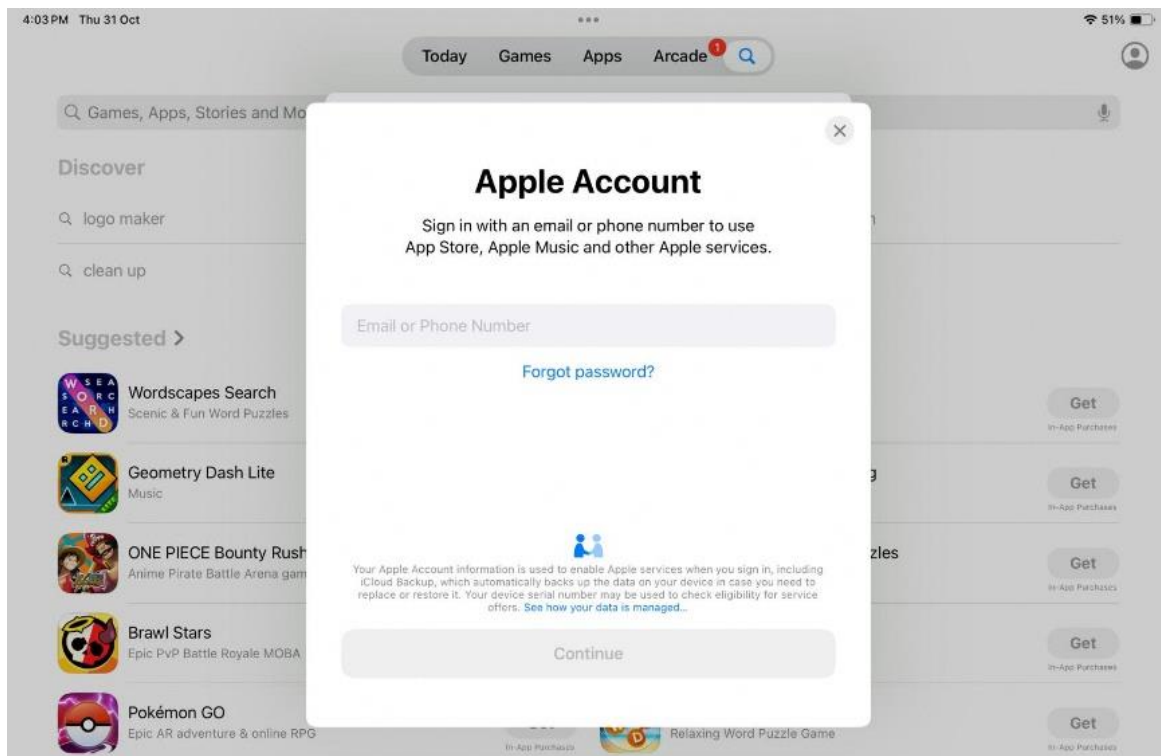 4:03 PM Thu 31 Oct
51%
Today Games Apps Arcade 1
Games, Apps, Stories and Mo
Discover
logo maker
clean up
Suggested >
Wordscapes Search
Scenic & Fun Word Puzzles
Geometry Dash Lite
Music
ONE PIECE Bounty Rush
Anime Pirate Battle Arena gam
Brawl Stars
Epic PvP Battle Royale MOBA
Pokémon GO
Epic AR adventure & online RPG
In-App Purchases
Apple Account
Sign in with an email or phone number to use
App Store, Apple Music and other Apple services.
Email or Phone Number
Forgot password?
Your Apple Account information is used to enable Apple services when you sign in, including
iCloud Backup, which automatically backs up the data on your device in case you need to
replace or restore it. Your device serial number may be used to check eligibility for service
offers. See how your data is managed...
Continue
Get
In-App Purchases
g
Get
In-App Purchases
zles
Get
In-App Purchases
Get
In-App Purchases
Relaxing Word Puzzle Game
Get
In-App Purchases